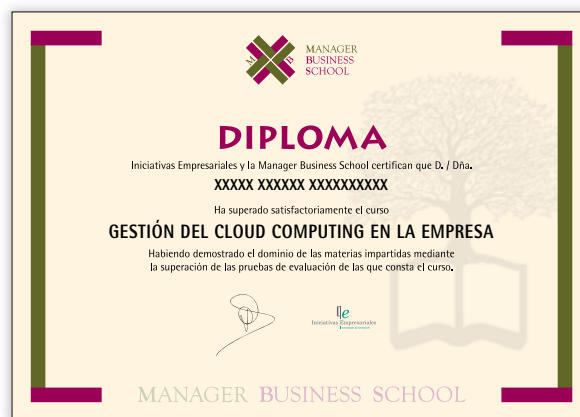 M B
MANAGER
BUSINESS
SCHOOL
DIPLOMA
Iniciativas Empresariales y la Manager Business School certifican que D. / Dña.
XXXXX XXXXXX XXXXXXXXXX
Ha superado satisfactoriamente el curso
GESTIÓN DEL CLOUD COMPUTING EN LA EMPRESA
Habiendo demostrado el dominio de las materias impartidas mediante
la superación de las pruebas de evaluación de las que consta el curso.
Ie
Iniciativas Empresariales
MANAGER BUSINESS SCHOOL